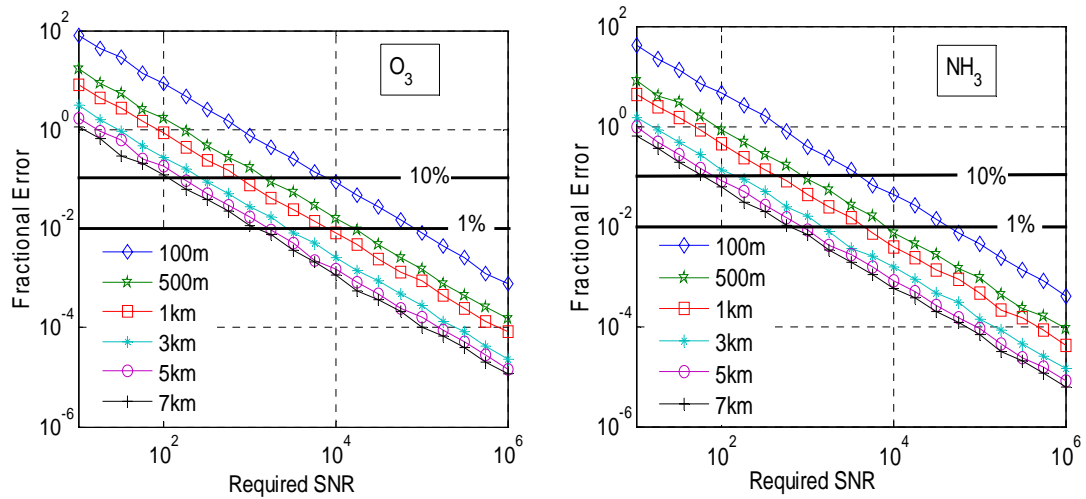 10^2
10^0
10^-2
10^-4
10^-6
Fractional Error
O_3
10%
1%
100m
500m
1km
3km
5km
7km
10^2
10^4
10^6
Required SNR
10^2
10^0
10^-2
10^-4
10^-6
Fractional Error
NH_3
10%
1%
100m
500m
1km
3km
5km
7km
10^2
10^4
10^6
Required SNR